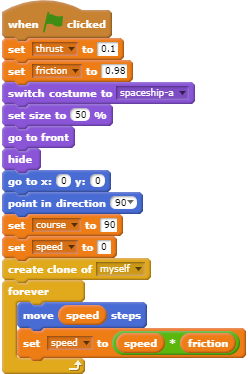 when clicked
set thrust to 0.1
set friction to 0.98
switch costume to spaceship-a
set size to 50 %
go to front
hide
go to x: 0 y: 0
point in direction 90
set course to 90
set speed to 0
create clone of myself
forever
move speed steps
set speed to speed * friction